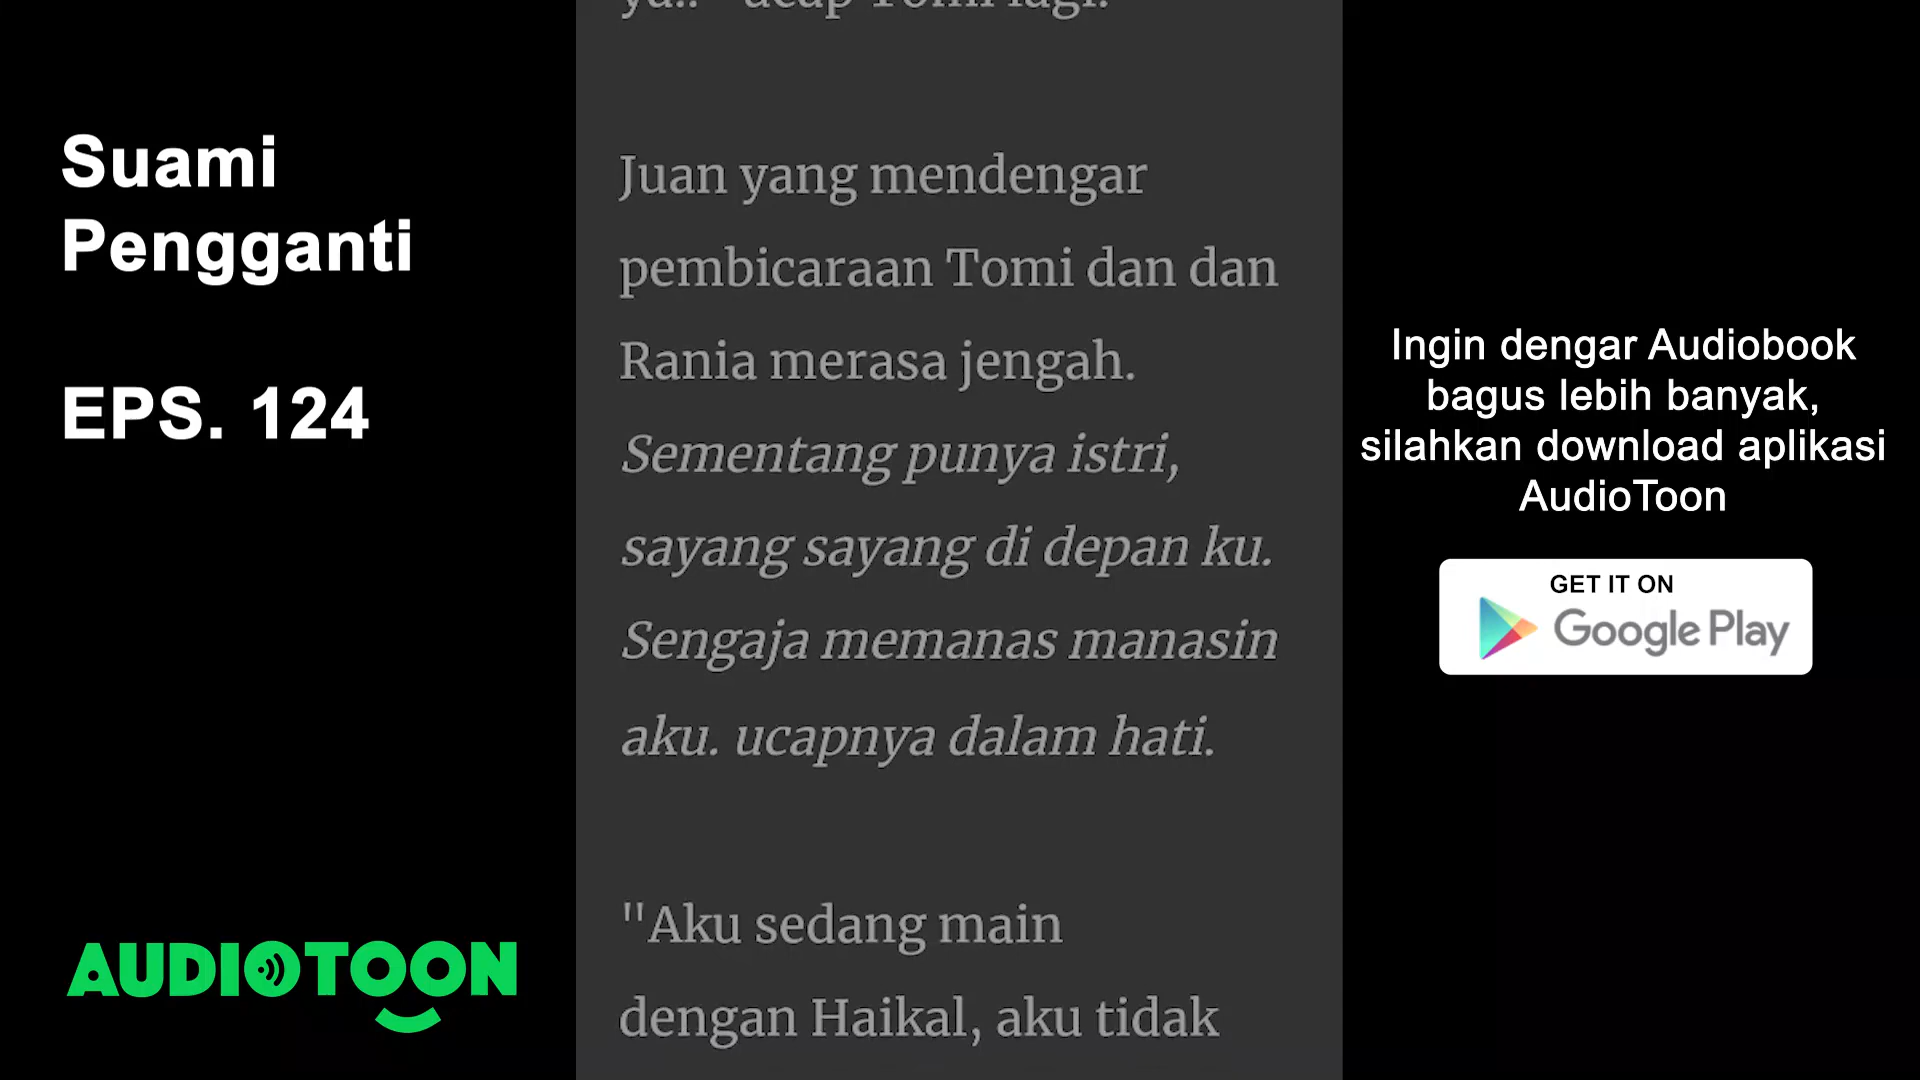 Suami
Pengganti
EPS. 124
AUDIOTOON
Tomi lagi.
Juan yang mendengar
pembicaraan Tomi dan dan
Rania merasa jengah.
Sementang punya istri,
sayang sayang di depan ku.
Sengaja memanas manasin
aku. ucapnya dalam hati.
"Aku sedang main
dengan Haikal, aku tidak
Ingin dengar Audiobook
bagus lebih banyak,
silahkan download aplikasi
AudioToon
GET IT ON
Google Play